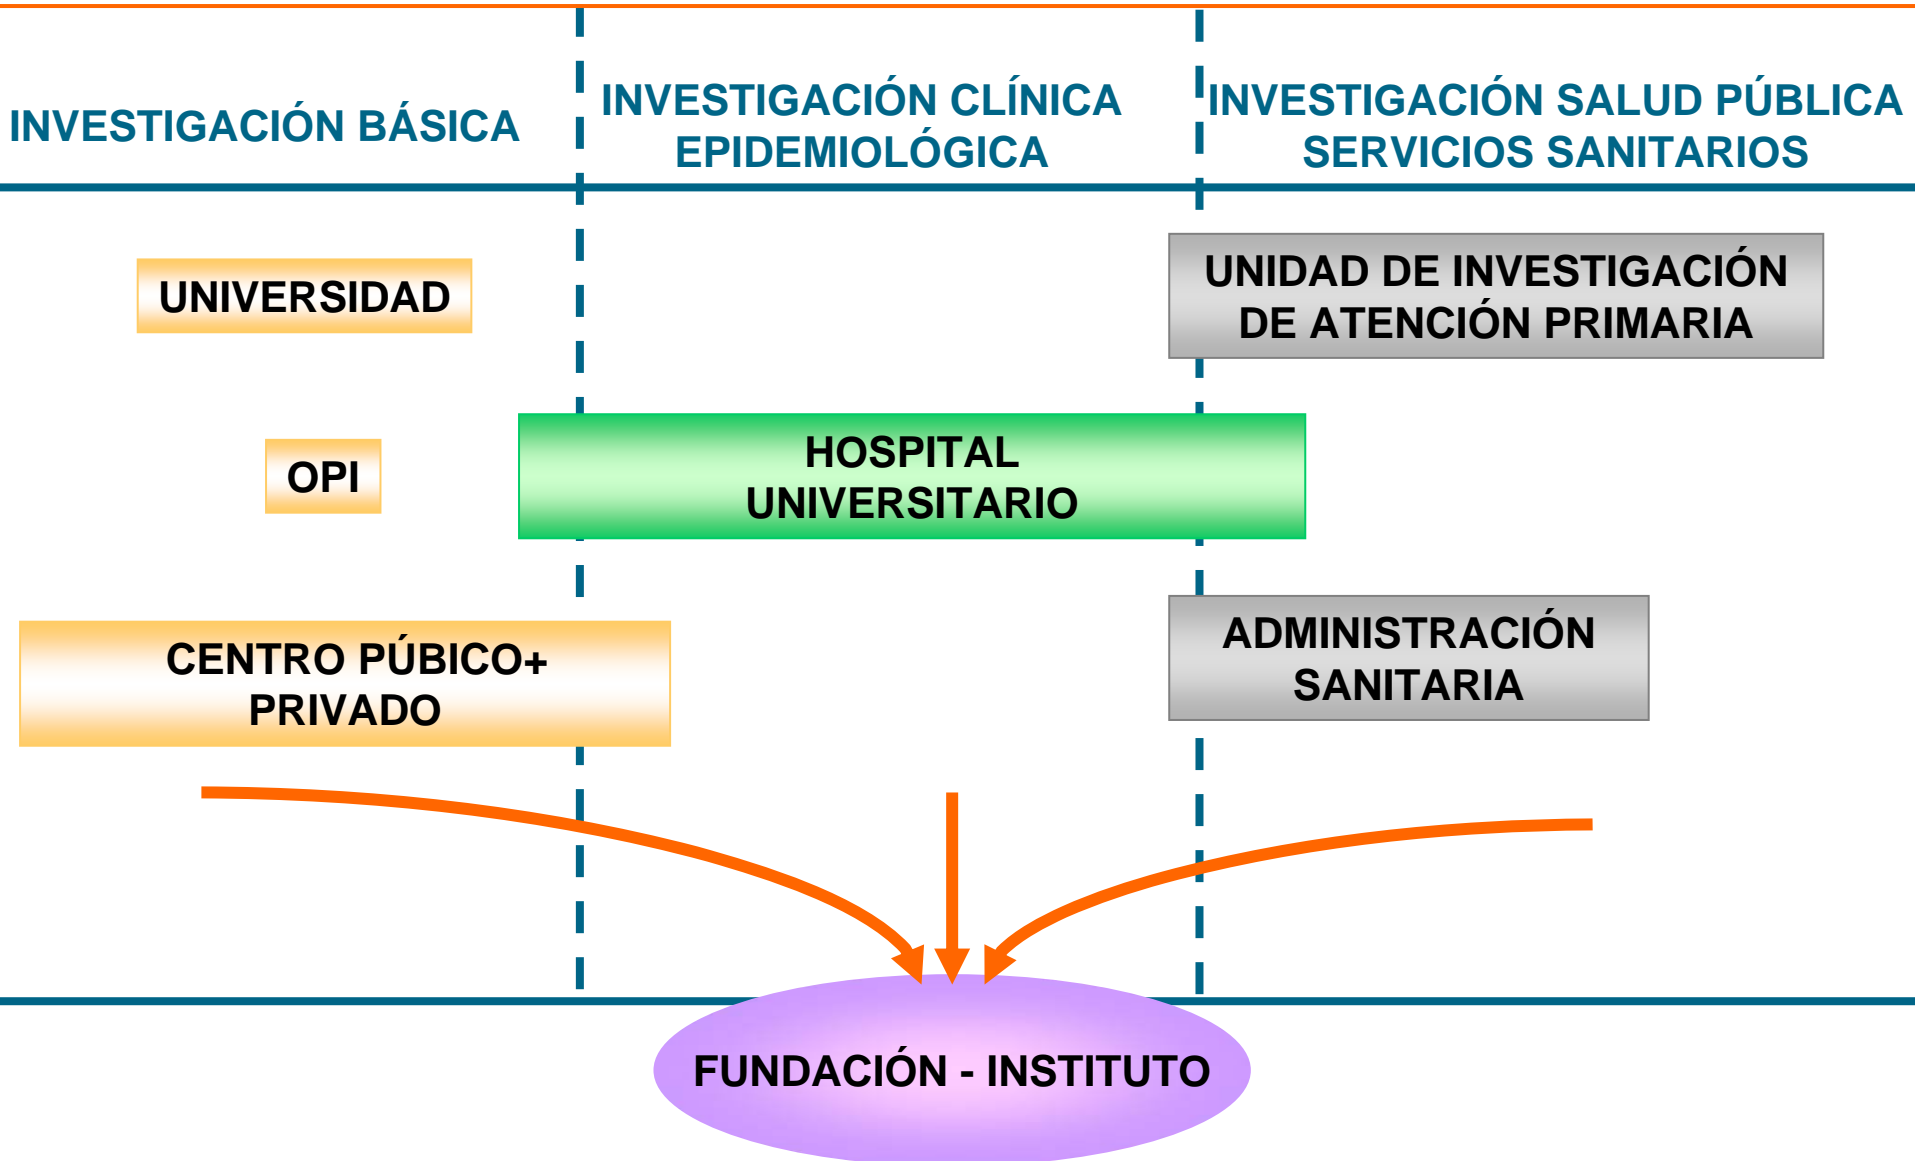 INVESTIGACIÓN BÁSICA
INVESTIGACIÓN CLÍNICA
EPIDEMIOLÓGICA
INVESTIGACIÓN SALUD PÚBLICA
SERVICIOS SANITARIOS
UNIVERSIDAD
UNIDAD DE INVESTIGACIÓN
DE ATENCIÓN PRIMARIA
OPI
HOSPITAL
UNIVERSITARIO
CENTRO PÚBICO+
PRIVADO
ADMINISTRACIÓN
SANITARIA
FUNDACIÓN - INSTITUTO